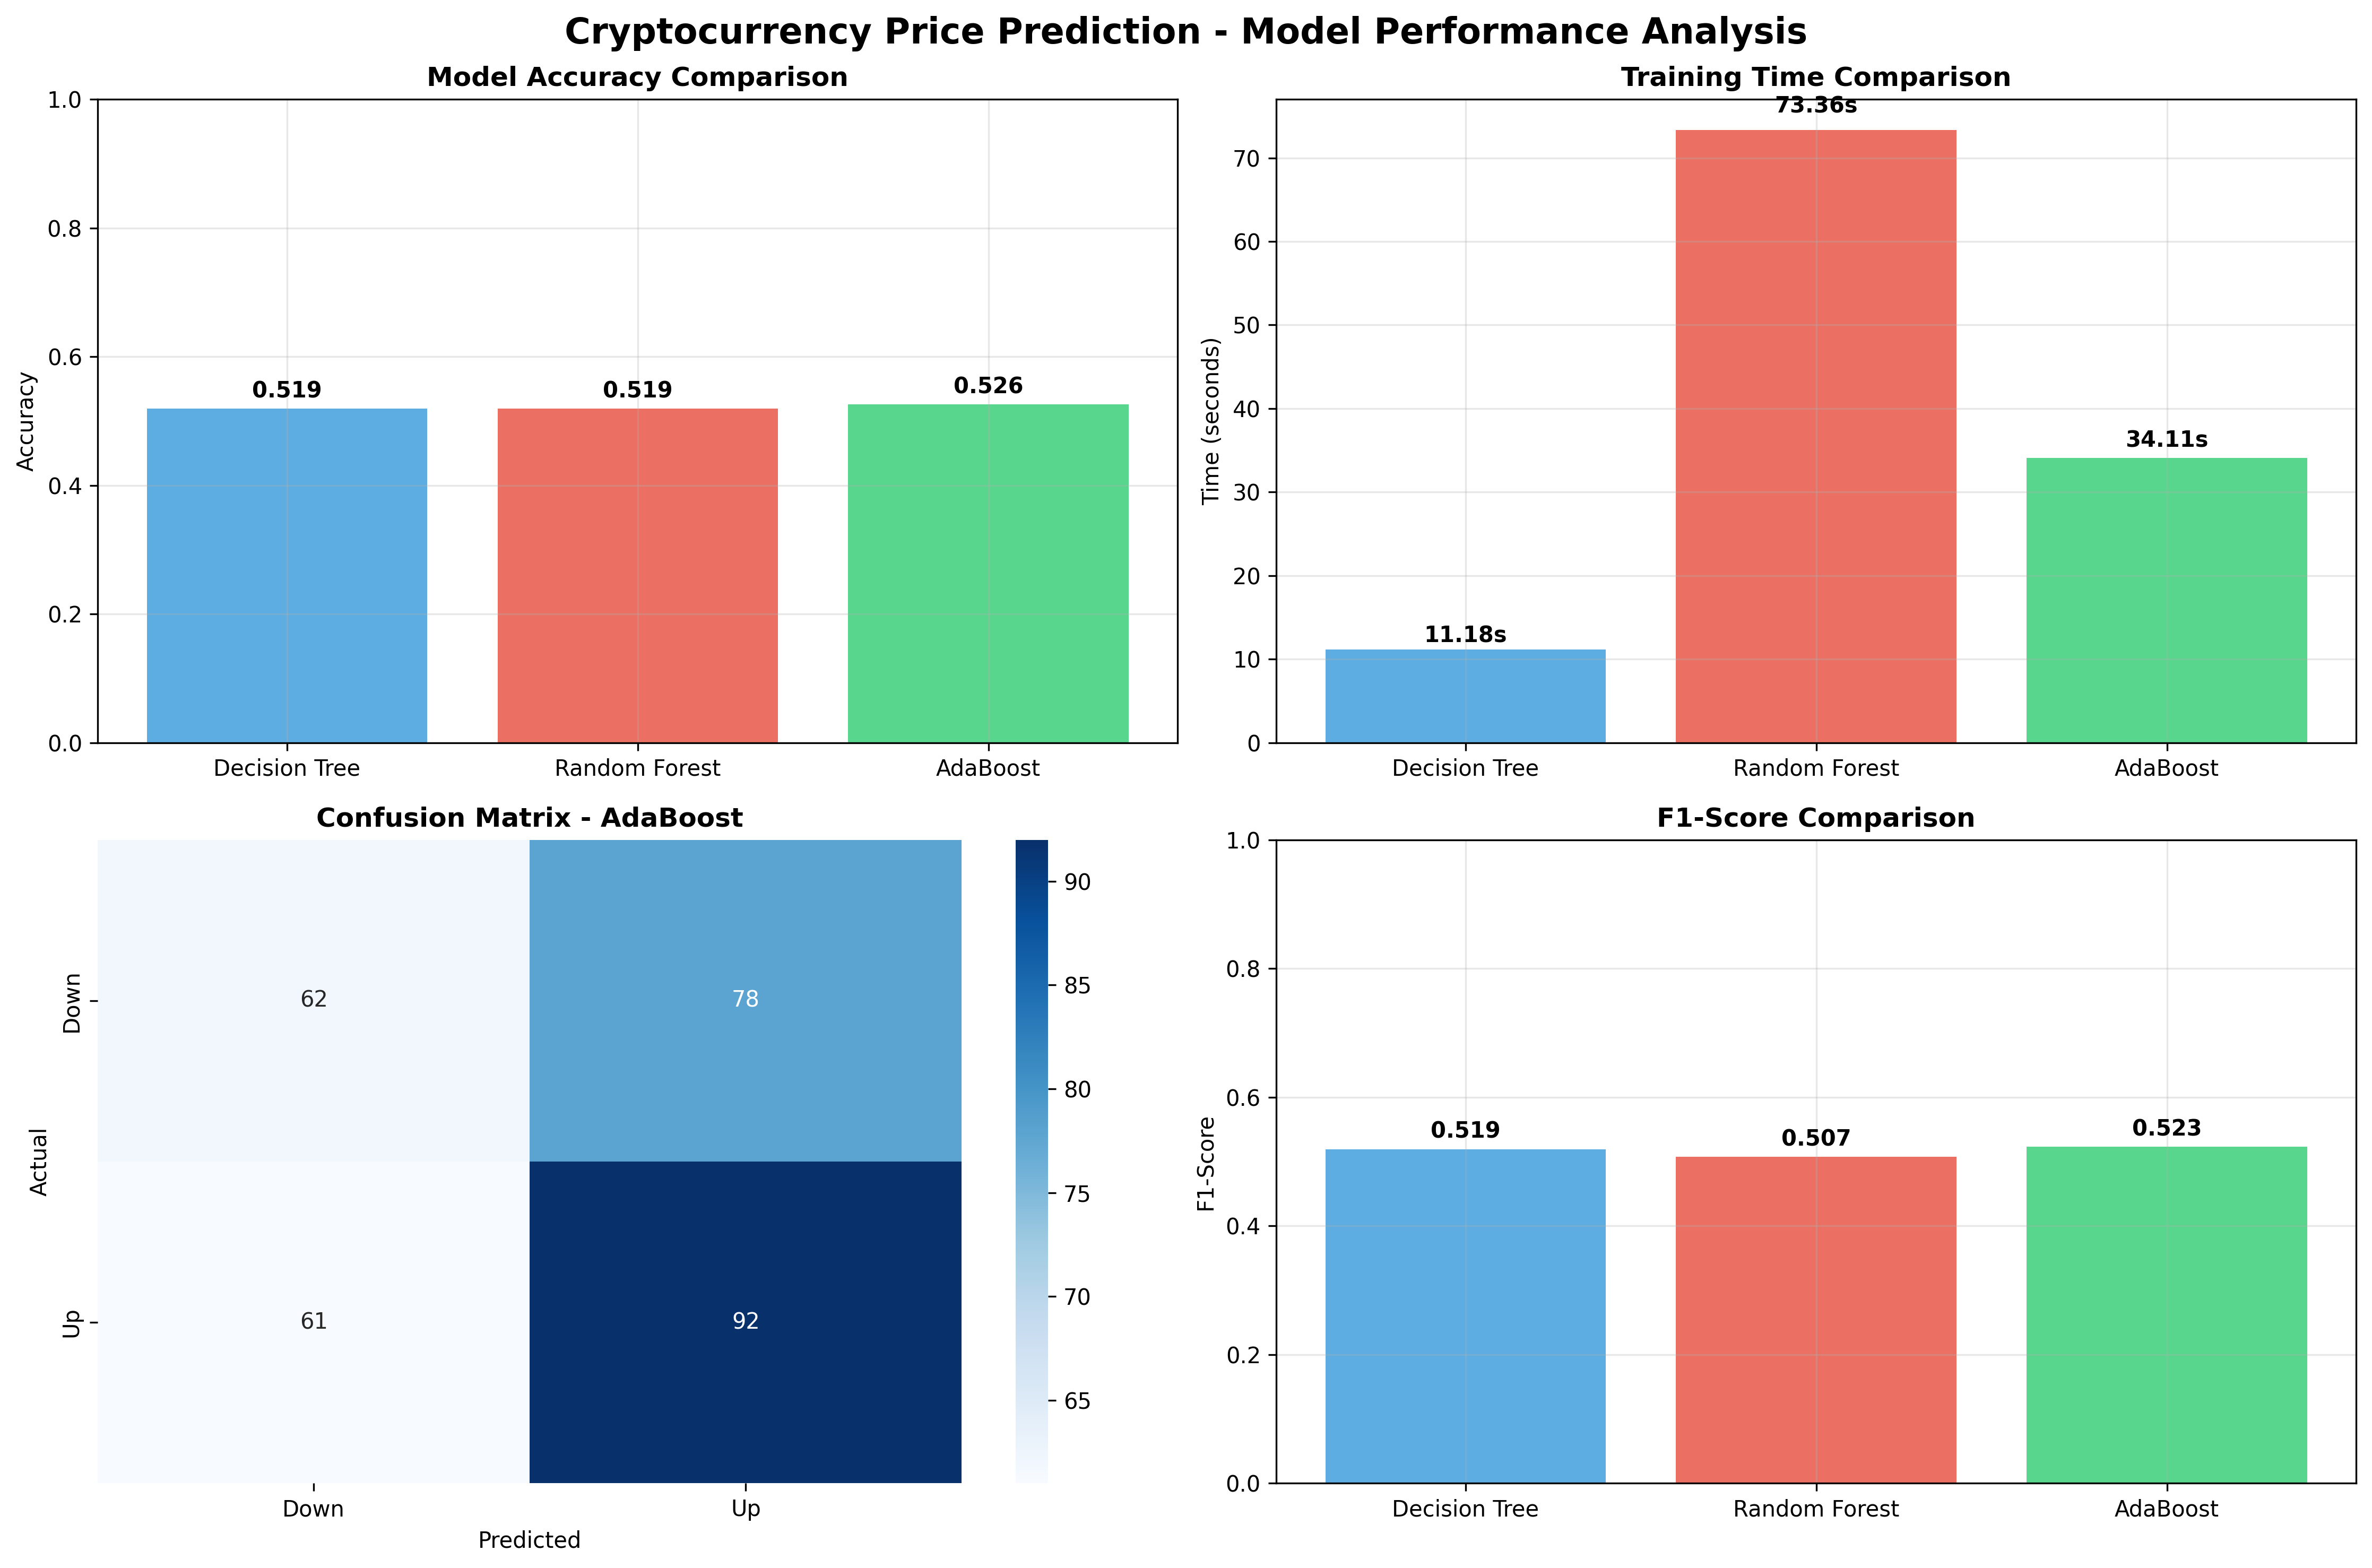 Cryptocurrency Price Prediction - Model Performance Analysis
Model Accuracy Comparison
1.0
0.8
0.6
0.4
0.2
0.0
Accuracy
0.519
0.519
0.526
Decision Tree
Random Forest
AdaBoost
Training Time Comparison
70
60
50
40
30
20
10
0
Time (seconds)
11.18s
73.36s
34.11s
Decision Tree
Random Forest
AdaBoost
Confusion Matrix - AdaBoost
Actual
Down
Up
62
78
61
92
Down
Up
Predicted
90
85
80
75
70
65
F1-Score Comparison
1.0
0.8
0.6
0.4
0.2
0.0
F1-Score
0.519
0.507
0.523
Decision Tree
Random Forest
AdaBoost